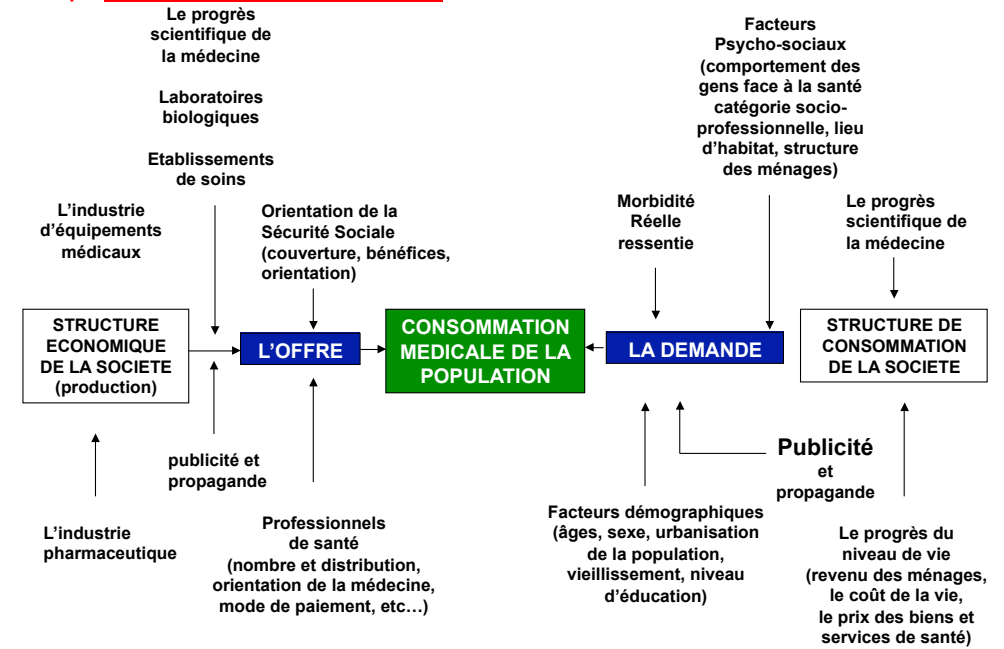 Le progrès
scientifique de
la médecine
Laboratoires
biologiques
Etablissements
de soins
L'industrie
d'équipements
médicaux
Orientation de la
Sécurité Sociale
(couverture, bénéfices,
orientation)
Facteurs
Psycho-sociaux
(comportement des
gens face à la santé
catégorie socio-
professionnelle, lieu
d'habitat, structure
des ménages)
Morbidité
Réelle
ressentie
Le progrès
scientifique de
la médecine
STRUCTURE
ECONOMIQUE
DE LA SOCIETE
(production)
L'OFFRE
CONSOMMATION
MEDICALE DE LA
POPULATION
LA DEMANDE
STRUCTURE DE
CONSOMMATION
DE LA SOCIETE
publicité et
propagande
Publicité
et
propagande
L'industrie
pharmaceutique
Professionnels
de santé
(nombre et distribution,
orientation de la médecine,
mode de paiement, etc…)
Facteurs démographiques
(âges, sexe, urbanisation
de la population,
vieillissement, niveau
d'éducation)
Le progrès du
niveau de vie
(revenu des ménages,
le coût de la vie,
le prix des biens et
services de santé)